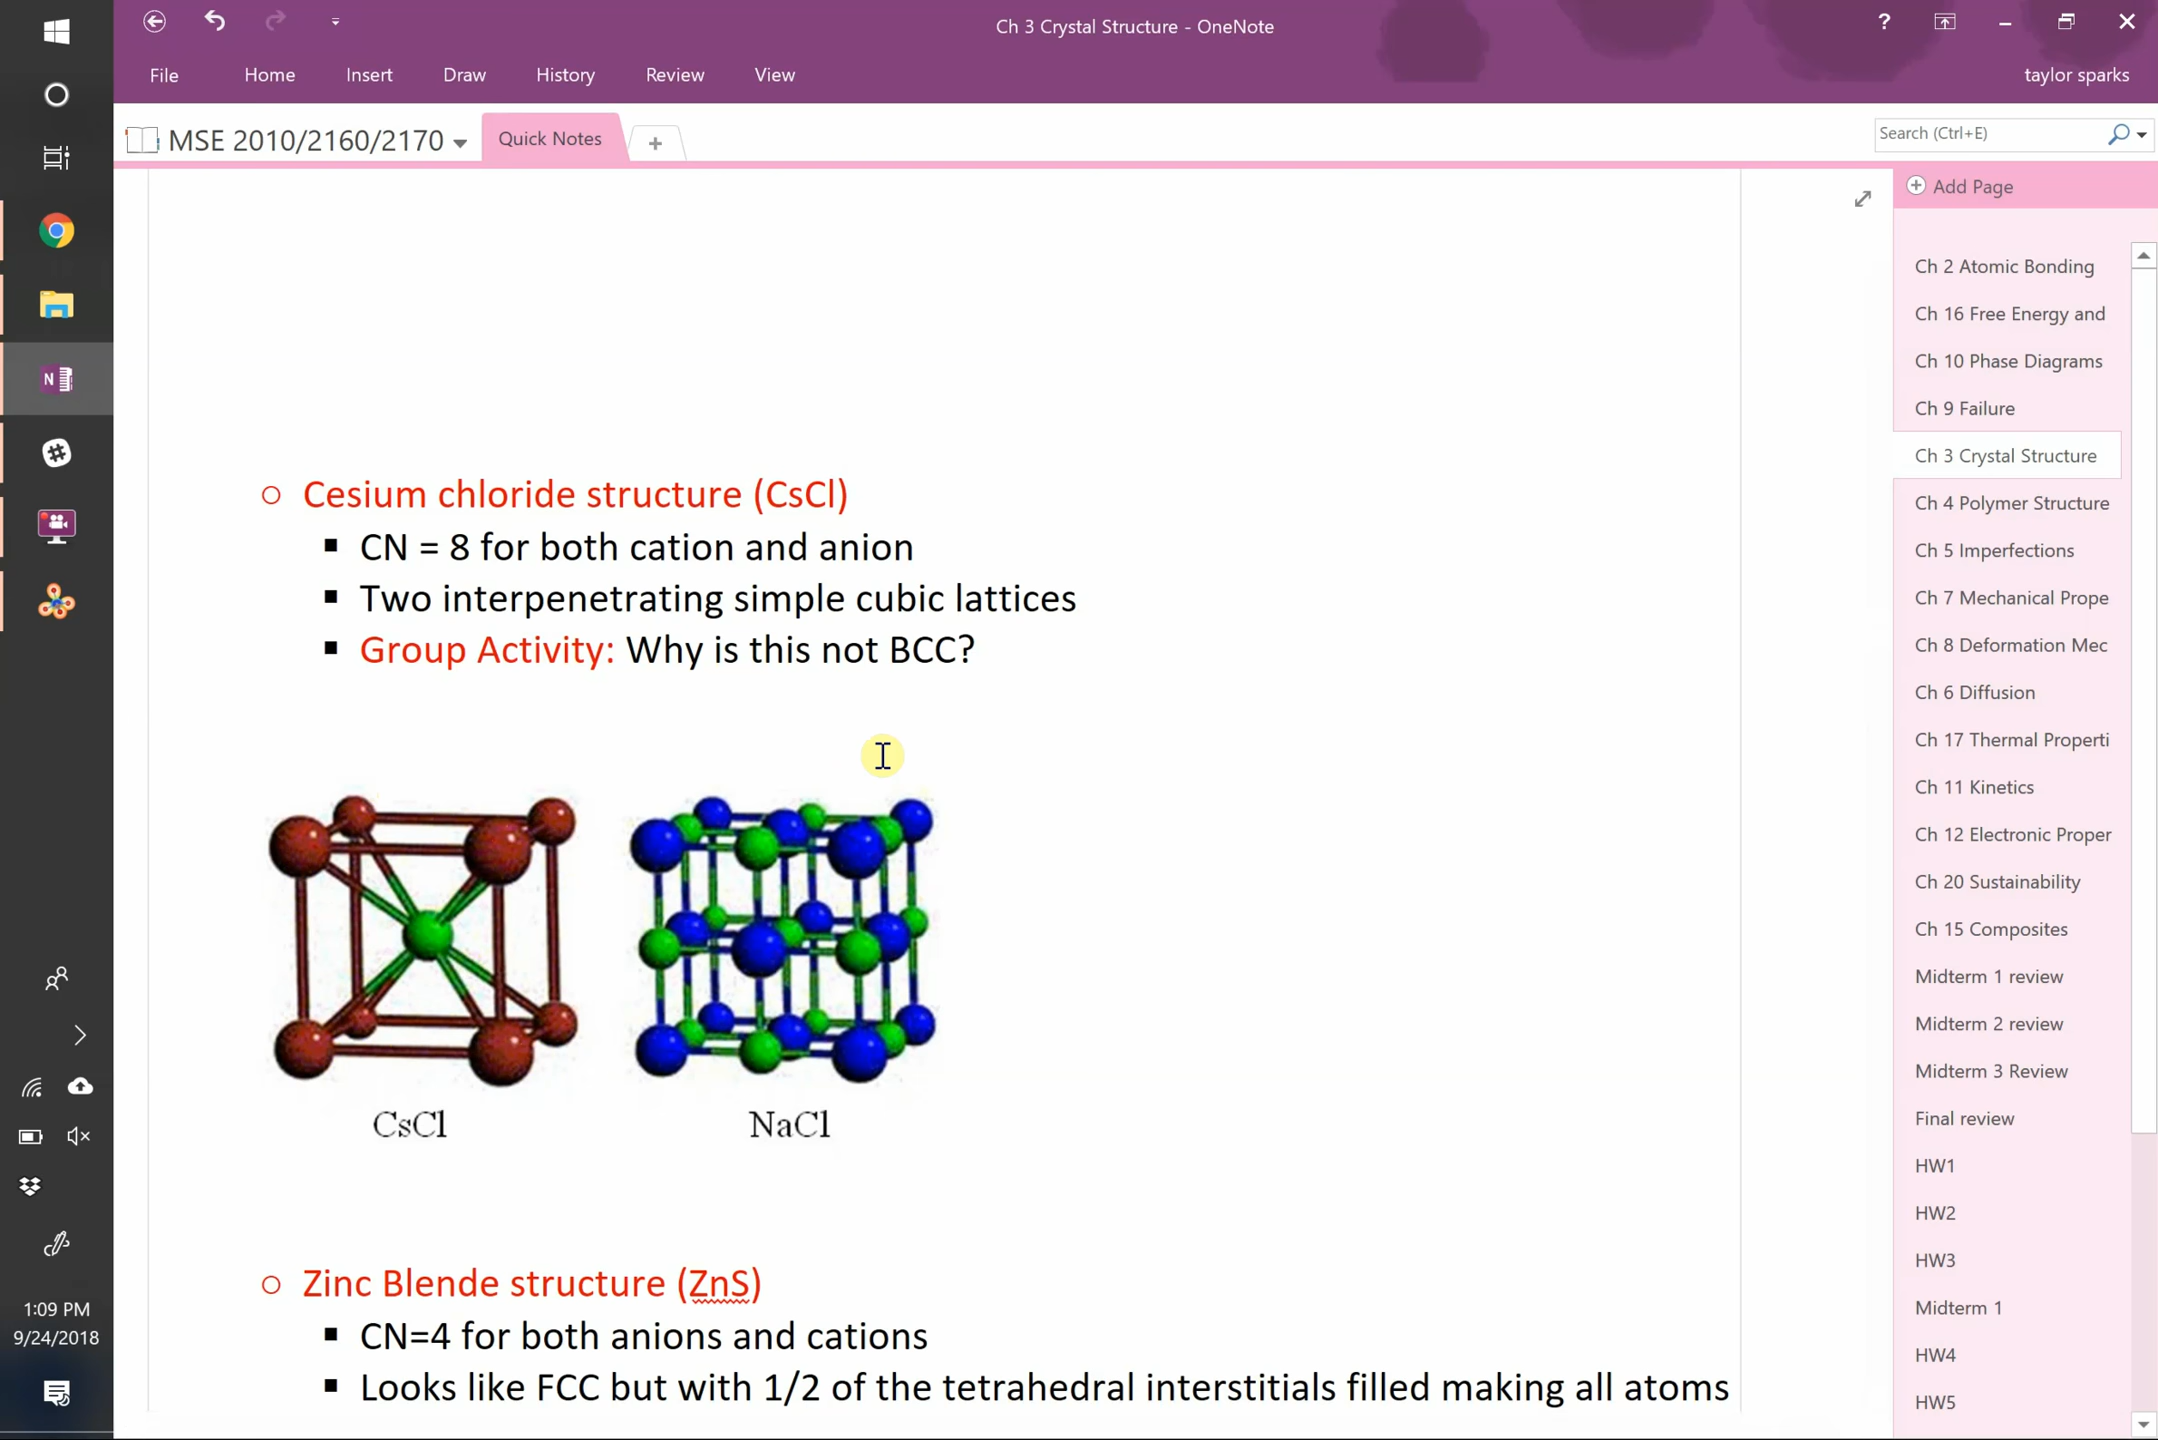 Ch 3 Crystal Structure - OneNote
?
File Home Insert Draw History Review View
taylor sparks
MSE 2010/2160/2170
Quick Notes
+
Search (Ctrl+E)
Add Page
Ch 2 Atomic Bonding
Ch 16 Free Energy and
Ch 10 Phase Diagrams
Ch 9 Failure
Ch 3 Crystal Structure
Ch 4 Polymer Structure
Ch 5 Imperfections
Ch 7 Mechanical Prope
Ch 8 Deformation Mec
Ch 6 Diffusion
Ch 17 Thermal Properti
Ch 11 Kinetics
Ch 12 Electronic Proper
Ch 20 Sustainability
Ch 15 Composites
Midterm 1 review
Midterm 2 review
Midterm 3 Review
Final review
HW1
HW2
HW3
Midterm 1
HW4
HW5
Cesium chloride structure (CsCl)
CN = 8 for both cation and anion
Two interpenetrating simple cubic lattices
Group Activity: Why is this not BCC?
CsCl
NaCl
Zinc Blende structure (ZnS)
CN=4 for both anions and cations
Looks like FCC but with 1/2 of the tetrahedral interstitials filled making all atoms
N
1:09 PM
9/24/2018